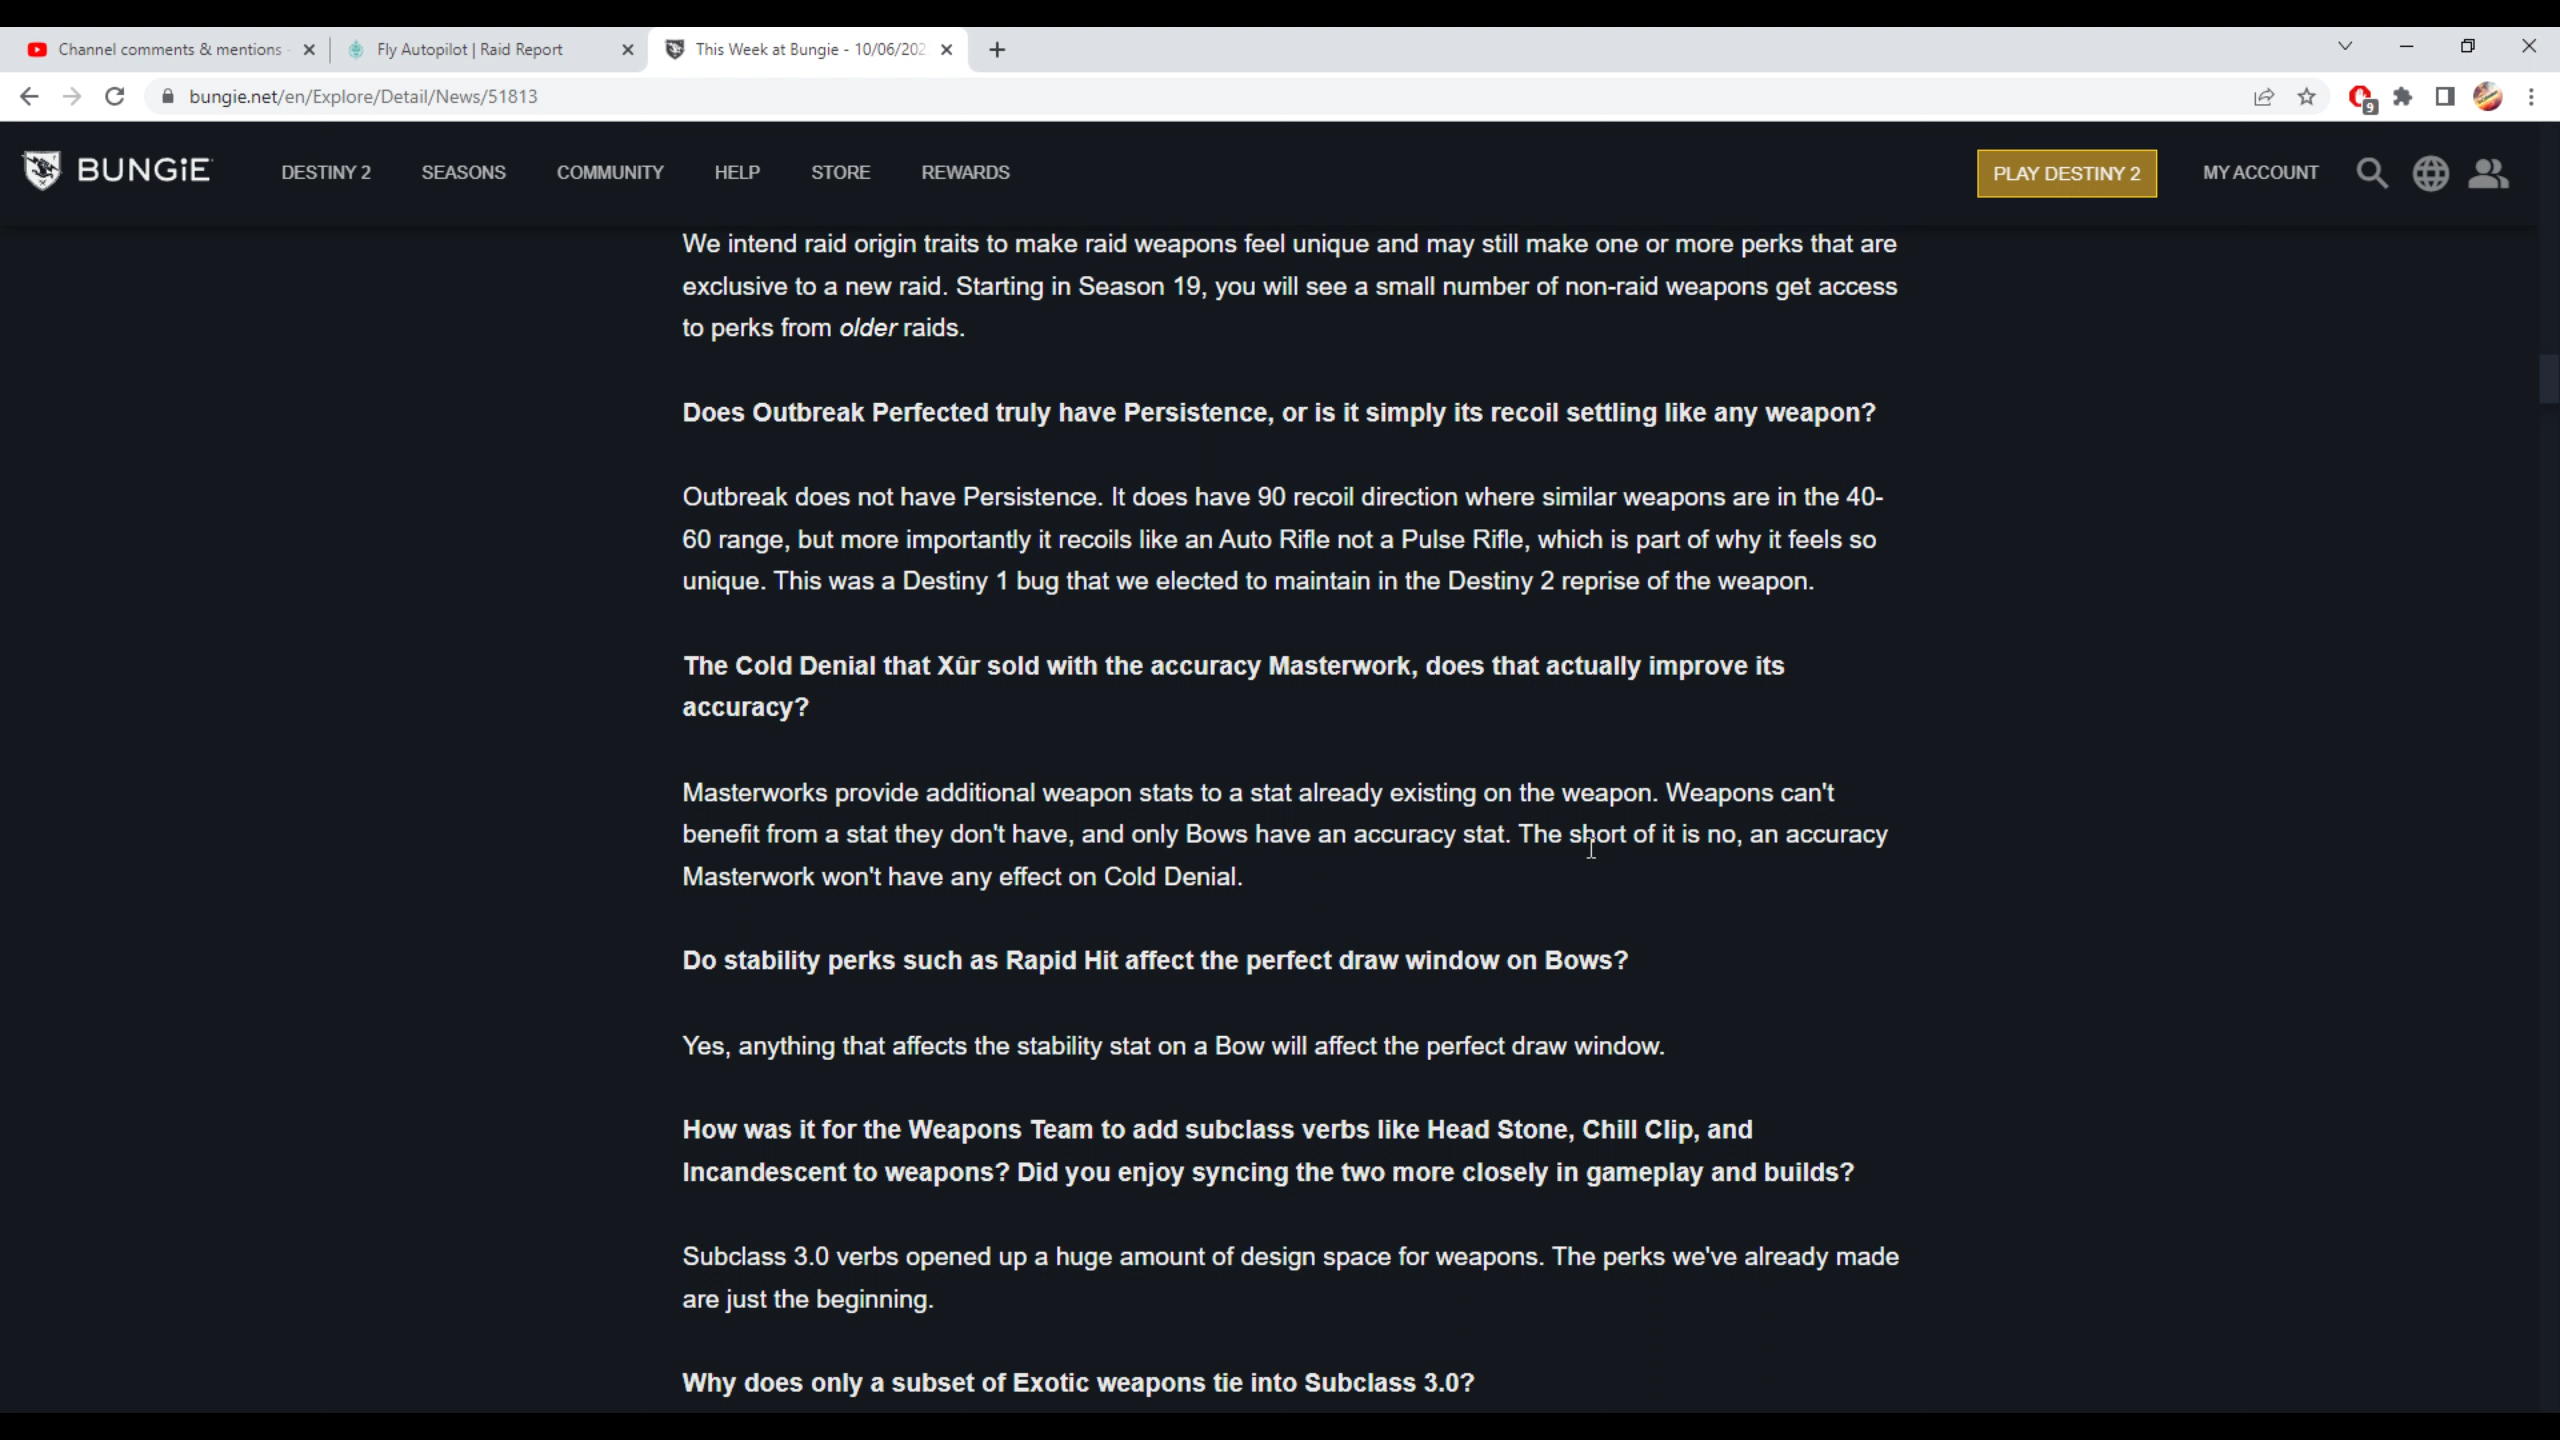 Channel comments & mentions
Fly Autopilot | Raid Report
This Week at Bungie - 10/06/202
bungie.net/en/Explore/Detail/News/51813
9
BUNGiE
DESTINY 2
SEASONS
COMMUNITY
HELP
STORE
REWARDS
PLAY DESTINY 2
MY ACCOUNT
We intend raid origin traits to make raid weapons feel unique and may still make one or more perks that are
exclusive to a new raid. Starting in Season 19, you will see a small number of non-raid weapons get access
to perks from older raids.
Does Outbreak Perfected truly have Persistence, or is it simply its recoil settling like any weapon?
Outbreak does not have Persistence. It does have 90 recoil direction where similar weapons are in the 40-
60 range, but more importantly it recoils like an Auto Rifle not a Pulse Rifle, which is part of why it feels so
unique. This was a Destiny 1 bug that we elected to maintain in the Destiny 2 reprise of the weapon.
The Cold Denial that Xûr sold with the accuracy Masterwork, does that actually improve its
accuracy?
Masterworks provide additional weapon stats to a stat already existing on the weapon. Weapons can't
benefit from a stat they don't have, and only Bows have an accuracy stat. The short of it is no, an accuracy
Masterwork won't have any effect on Cold Denial.
Do stability perks such as Rapid Hit affect the perfect draw window on Bows?
Yes, anything that affects the stability stat on a Bow will affect the perfect draw window.
How was it for the Weapons Team to add subclass verbs like Head Stone, Chill Clip, and
Incandescent to weapons? Did you enjoy syncing the two more closely in gameplay and builds?
Subclass 3.0 verbs opened up a huge amount of design space for weapons. The perks we've already made
are just the beginning.
Why does only a subset of Exotic weapons tie into Subclass 3.0?